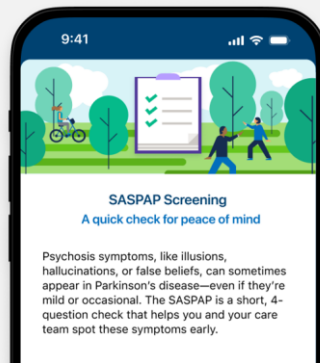 9:41
SASPAP Screening
A quick check for peace of mind
Psychosis symptoms, like illusions,
hallucinations, or false beliefs, can sometimes
appear in Parkinson's disease—even if they're
mild or occasional. The SASPAP is a short, 4-
question check that helps you and your care
team spot these symptoms early.